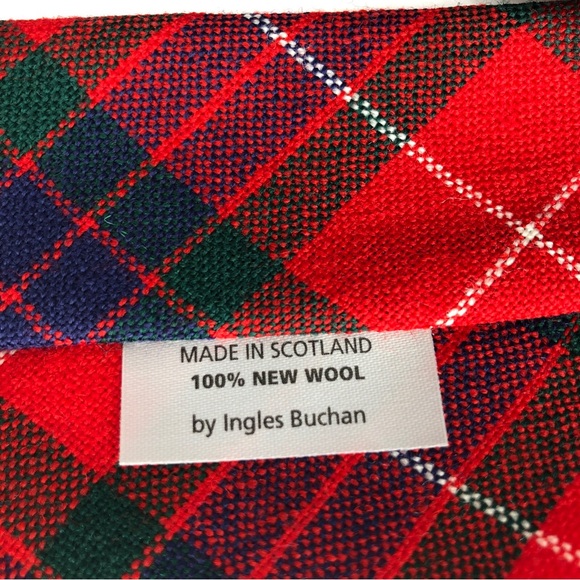 MADE IN SCOTLAND
100% NEW WOOL
by Ingles Buchan